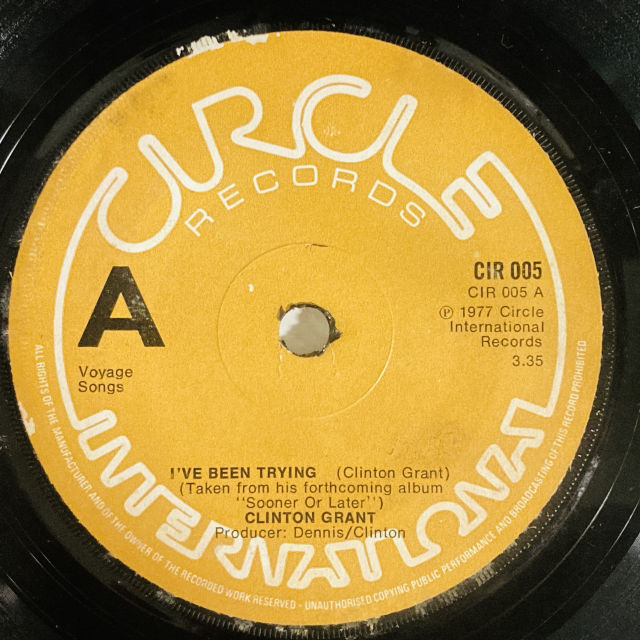 CIRCLE
RECORDS
A
CIR 005
CIR 005 A
℗ 1977 Circle
International
Records
3.35
Voyage
Songs
I'VE BEEN TRYING (Clinton Grant)
(Taken from his forthcoming album
"Sooner Or Later")
CLINTON GRANT
Producer: Dennis/Clinton
INTERNATIONAL
ALL RIGHTS OF THE MANUFACTURER AND OF THE OWNER OF THE RECORDED WORK RESERVED - UNAUTHORISED COPYING PUBLIC PERFORMANCE AND BROADCASTING OF THIS RECORD PROHIBITED